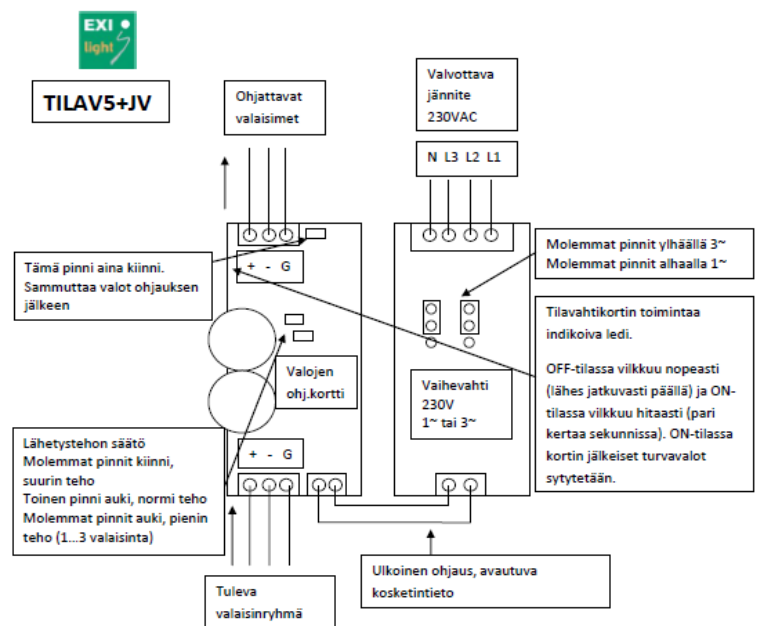 EXI
light
TILAV5+JV
Ohjattavat
valaisimet
Valvottava
jännite
230VAC
N L3 L2 L1
Tämä pinni aina kiinni.
Sammuttaa valot ohjauksen
jälkeen
+ - G
Molemmat pinnit ylhäällä 3~
Molemmat pinnit alhaalla 1~
Tilavahtikortin toimintaa
indikoiva ledi.
OFF-tilassa vilkkuu nopeasti
(lähes jatkuvasti päällä) ja ON-
tilassa vilkkuu hitaasti (pari
kertaa sekunnissa). ON-tilassa
kortin jälkeiset turvavalot
sytytetään.
Valojen
ohj.kortti
Vaihevahti
230V
1~ tai 3~
Lähetystehon säätö
Molemmat pinnit kiinni,
suurin teho
Toinen pinni auki, normi teho
Molemmat pinnit auki, pienin
teho (1...3 valaisinta)
+ - G
Ulkoinen ohjaus, avautuva
kosketintieto
Tuleva
valaisinryhmä